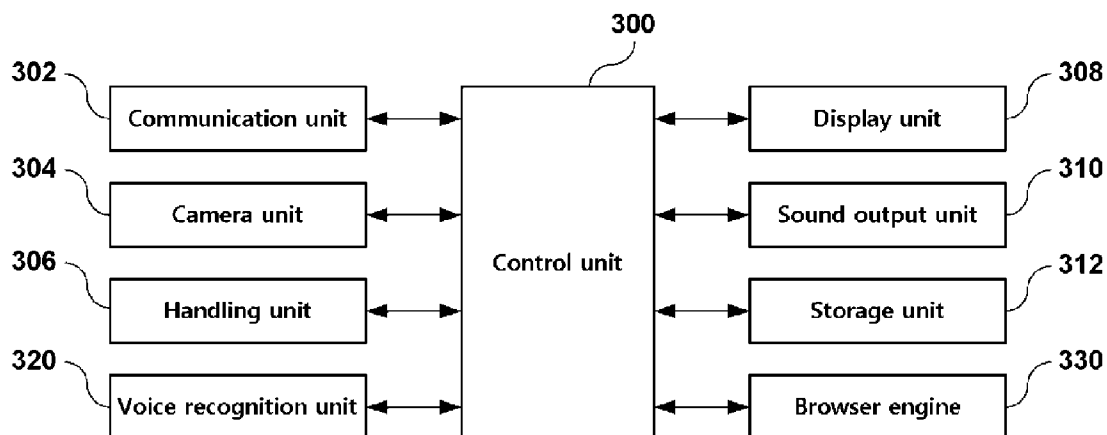 300
302
Communication unit
308
Display unit
304
Camera unit
310
Sound output unit
Control unit
306
Handling unit
312
Storage unit
320
Voice recognition unit
330
Browser engine